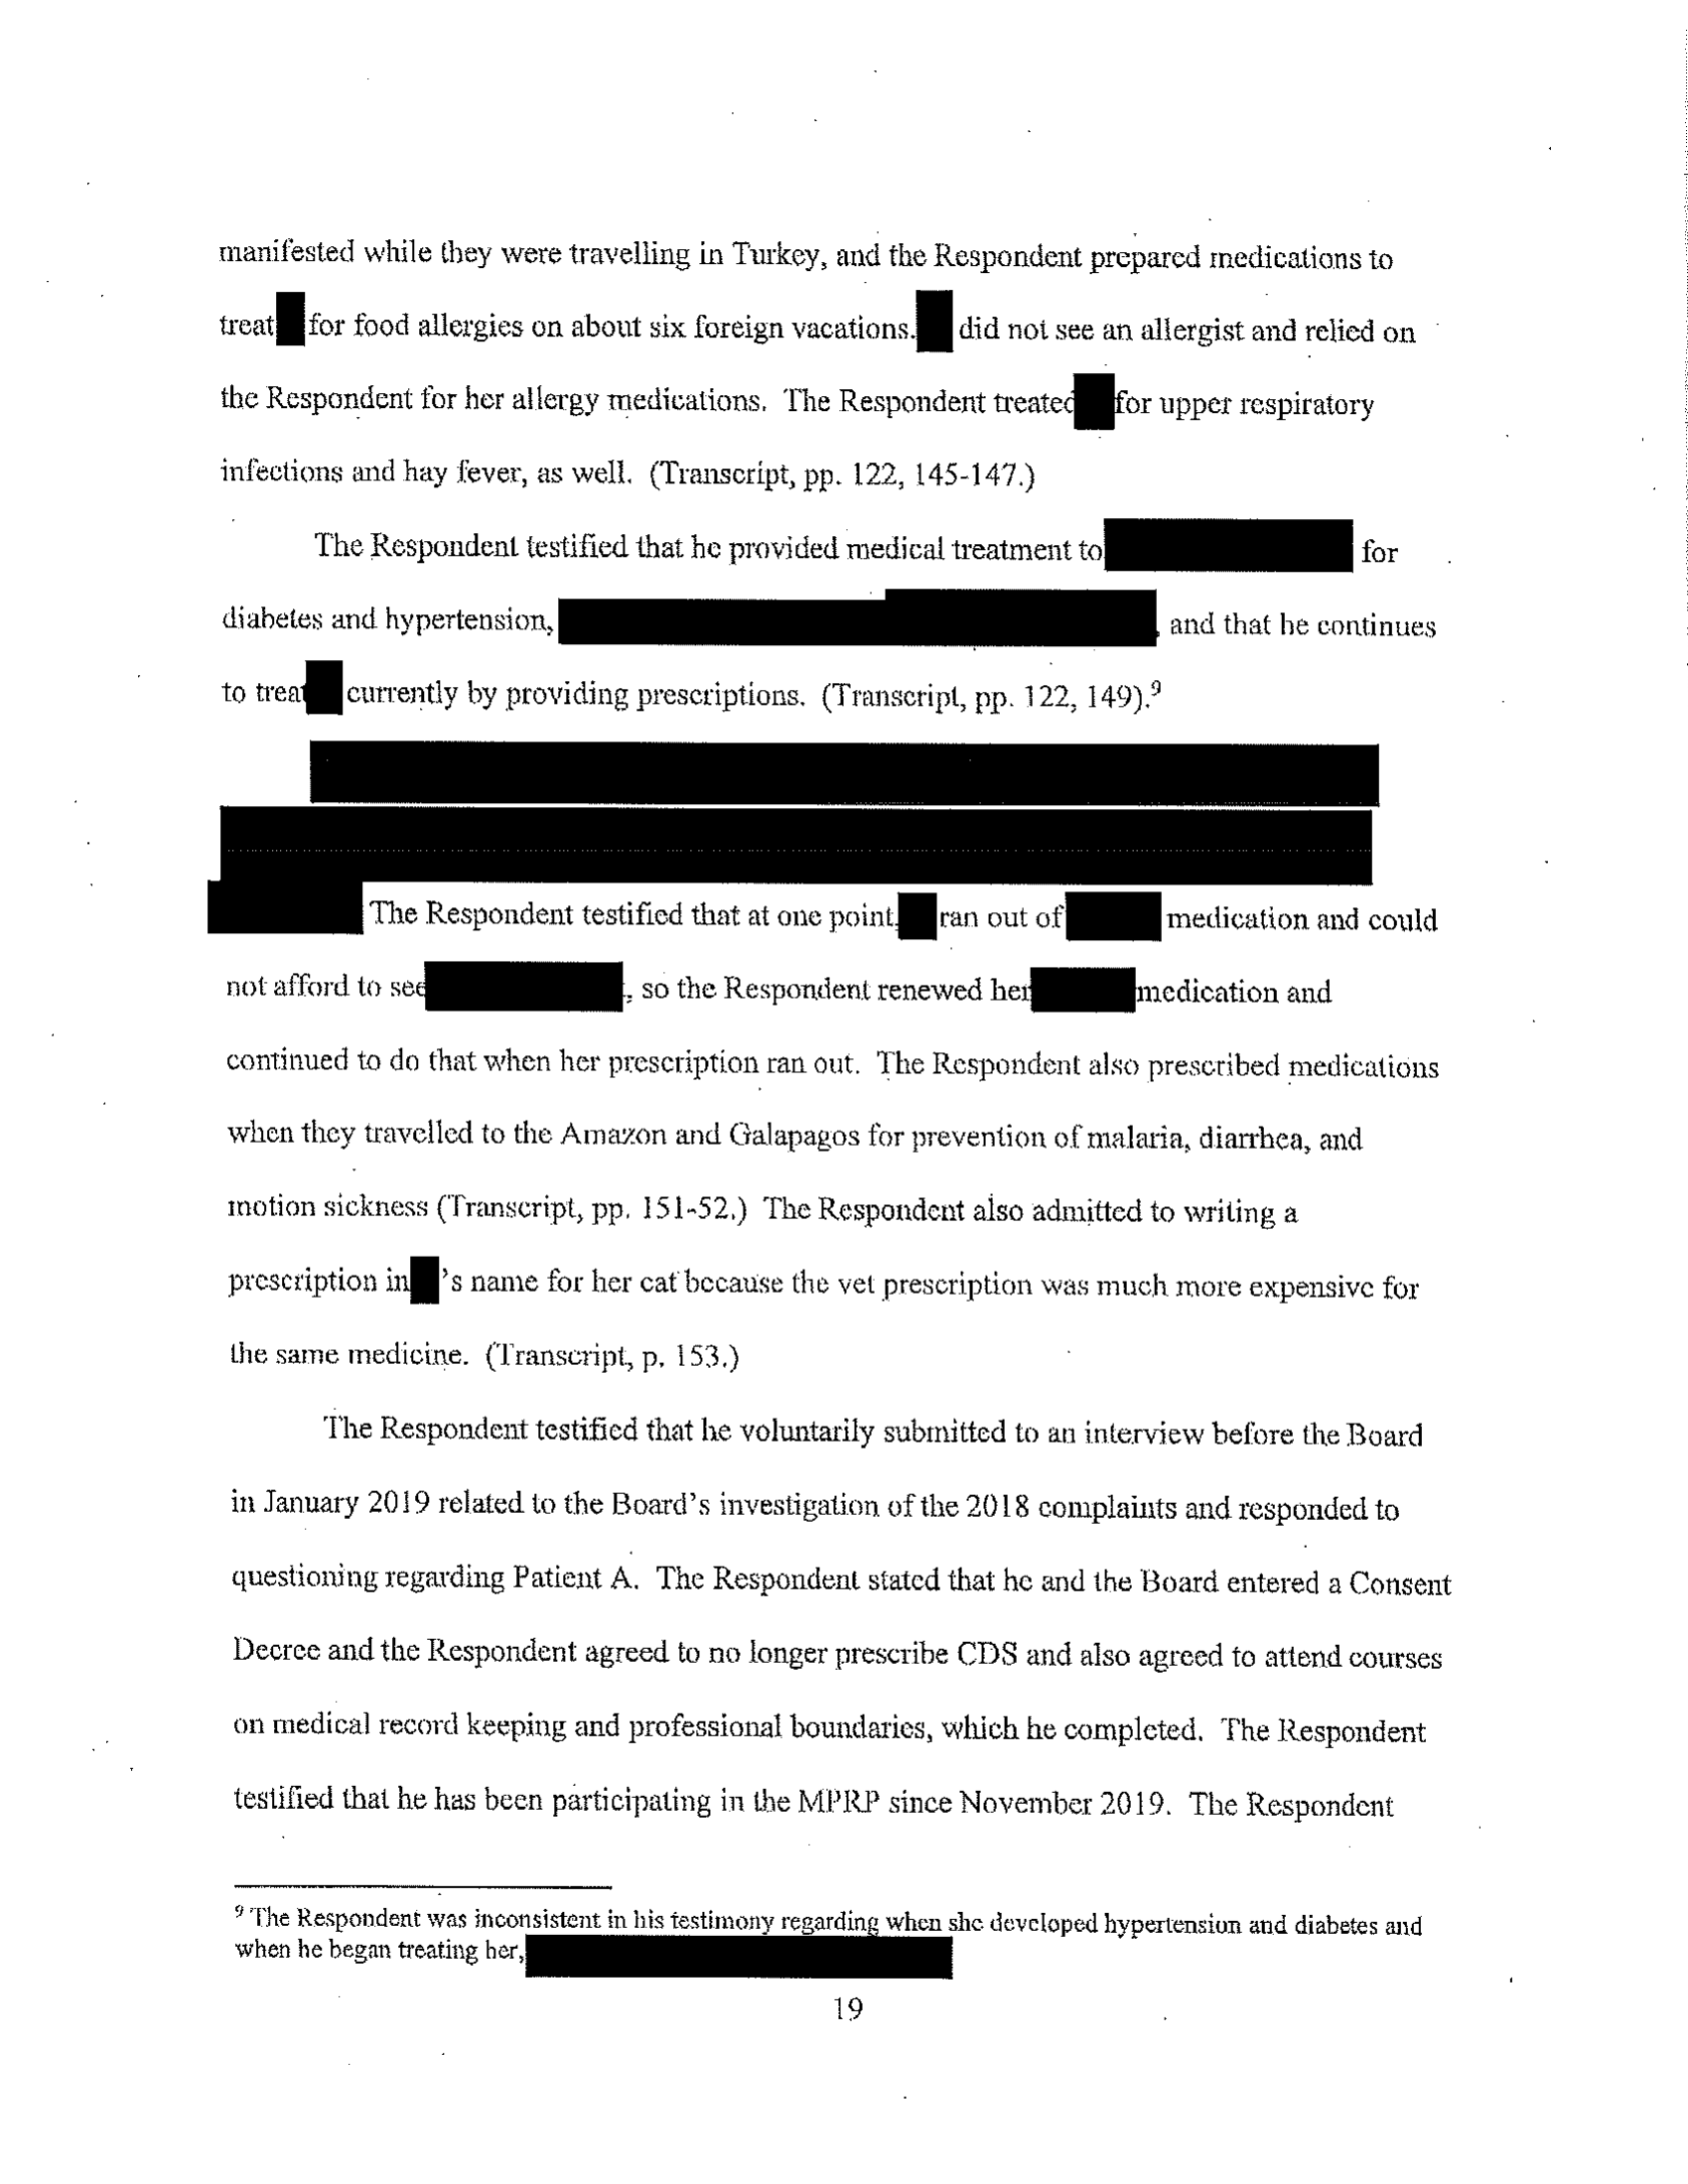 manifested while they were travelling in Turkey, and the Respondent prepared medications to
treat for food allergies on about six foreign vacations. did not see an allergist and relied on
the Respondent for her allergy medications. The Respondent treated for upper respiratory
infections and hay fever, as well. (Transcript, pp. 122, 145-147.)
The Respondent testified that he provided medical treatment to for
diabetes and hypertension, , and that he continues
to treat currently by providing prescriptions. (Transcript, pp. 122, 149).⁹
The Respondent testified that at one point, ran out of medication and could
not afford to see , so the Respondent renewed her medication and
continued to do that when her prescription ran out. The Respondent also prescribed medications
when they travelled to the Amazon and Galapagos for prevention of malaria, diarrhea, and
motion sickness (Transcript, pp. 151-52.) The Respondent also admitted to writing a
prescription in 's name for her cat because the vet prescription was much more expensive for
the same medicine. (Transcript, p. 153.)
The Respondent testified that he voluntarily submitted to an interview before the Board
in January 2019 related to the Board's investigation of the 2018 complaints and responded to
questioning regarding Patient A. The Respondent stated that he and the Board entered a Consent
Decree and the Respondent agreed to no longer prescribe CDS and also agreed to attend courses
on medical record keeping and professional boundaries, which he completed. The Respondent
testified that he has been participating in the MPRP since November 2019. The Respondent
⁹ The Respondent was inconsistent in his testimony regarding when she developed hypertension and diabetes and
when he began treating her,
19